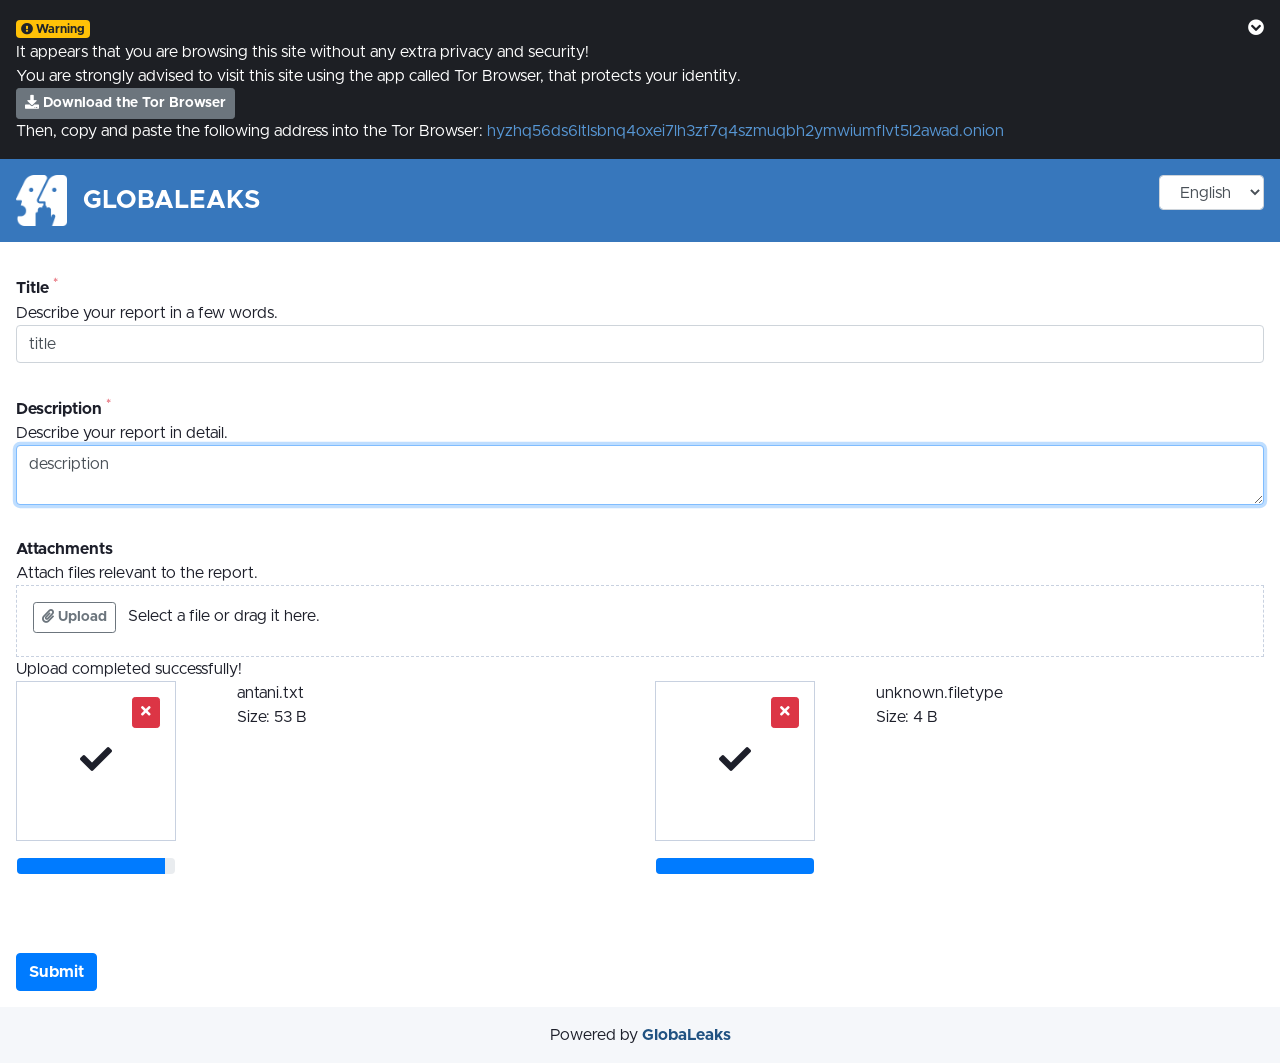 Warning
It appears that you are browsing this site without any extra privacy and security!
You are strongly advised to visit this site using the app called Tor Browser, that protects your identity.
Download the Tor Browser
Then, copy and paste the following address into the Tor Browser: hyzhq56ds6ltlsbnq4oxei7lh3zf7q4szmuqbh2ymwiumflvt5l2awad.onion
GLOBALEAKS
English
Title *
Describe your report in a few words.
title
Description *
Describe your report in detail.
description
Attachments
Attach files relevant to the report.
Upload Select a file or drag it here.
Upload completed successfully!
antani.txt
Size: 53 B
unknown.filetype
Size: 4 B
Submit
Powered by GlobaLeaks